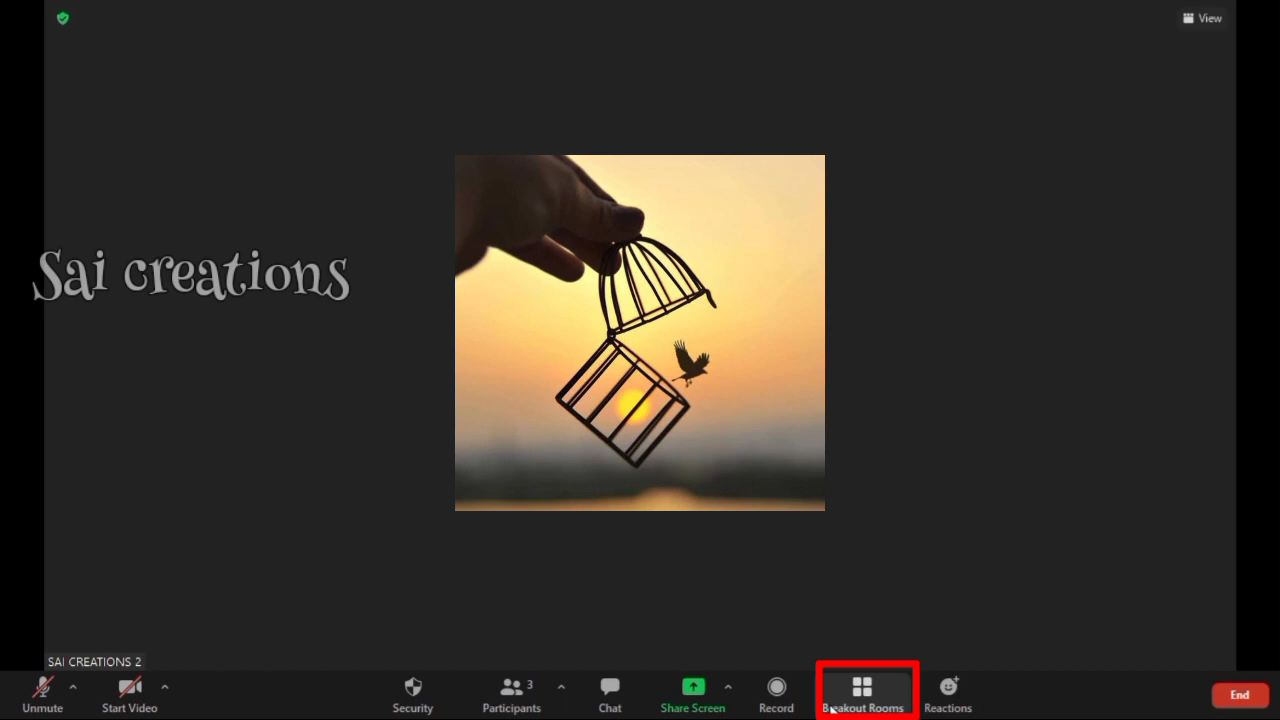 View
Sai creations
SAI CREATIONS 2
Unmute
Start Video
Security
Participants
3
Chat
Share Screen
Record
Breakout Rooms
Reactions
End